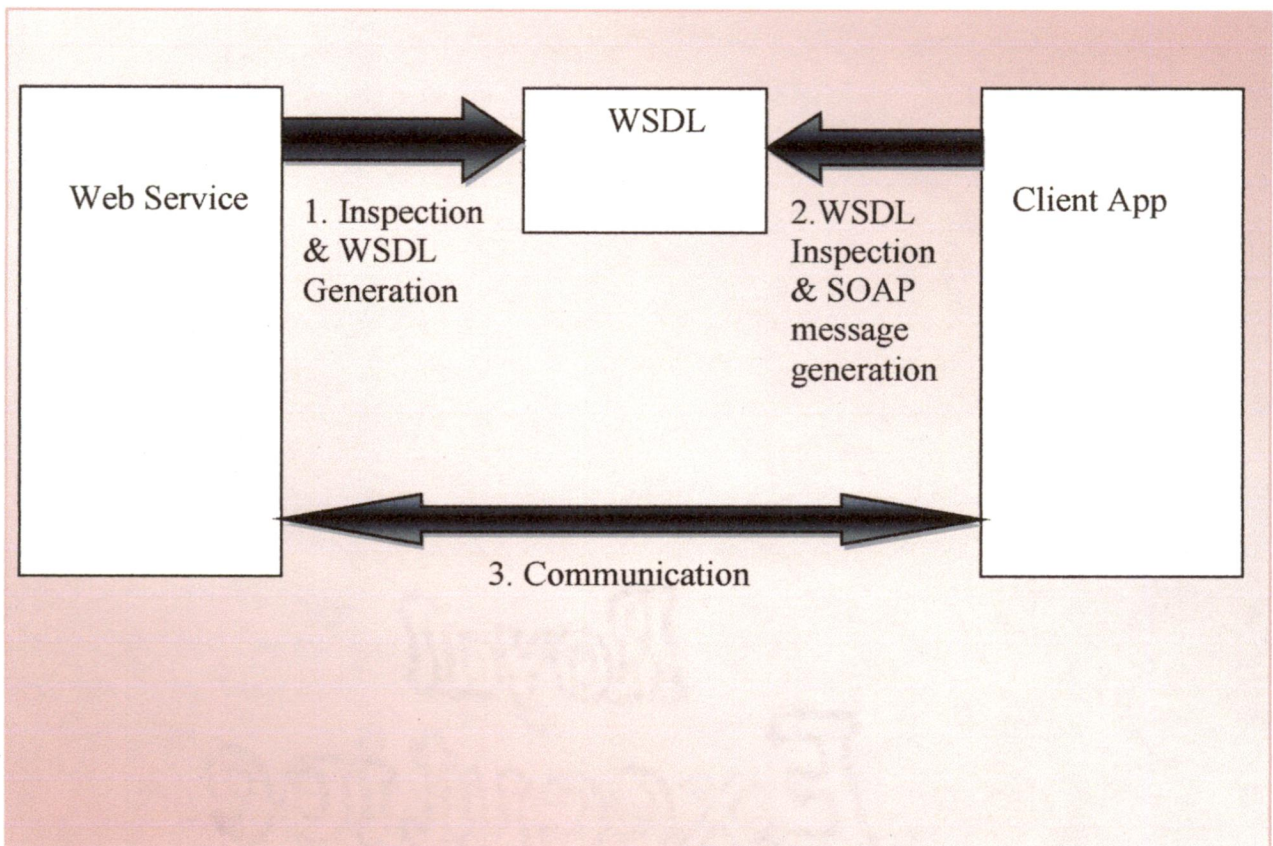 WSDL
Web Service
Client App
1. Inspection
& WSDL
Generation
2.WSDL
Inspection
& SOAP
message
generation
3. Communication